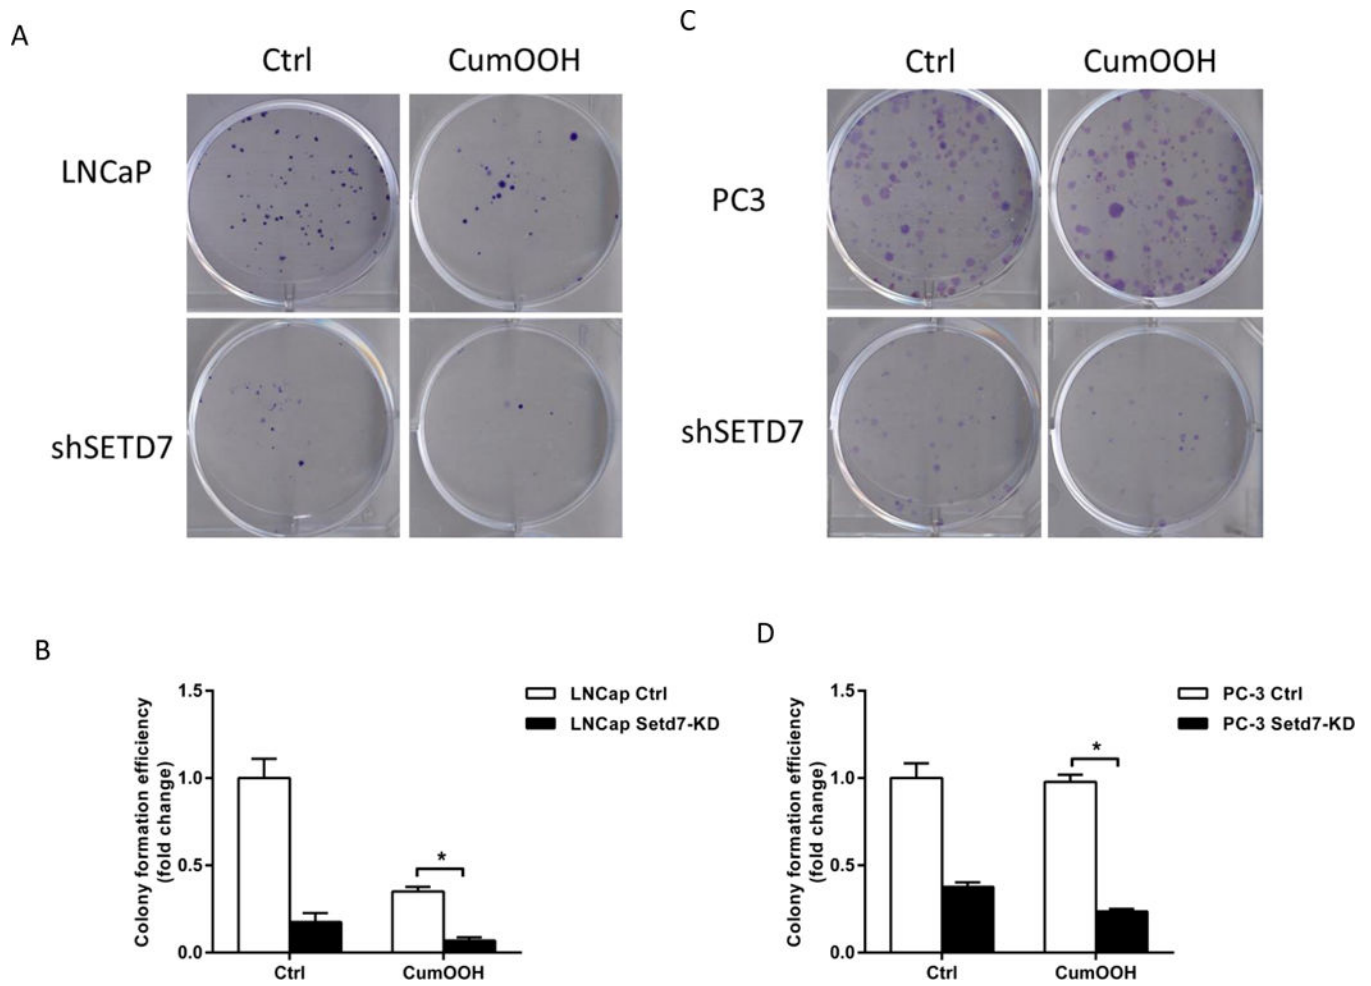 A
Ctrl
CumOOH
LNCaP
shSETD7
C
Ctrl
CumOOH
PC3
shSETD7
B
Colony formation efficiency
(fold change)
1.5
1.0
0.5
0.0
*
Ctrl
CumOOH
LNCap Ctrl
LNCap Setd7-KD
D
Colony formation efficiency
(fold change)
1.5
1.0
0.5
0.0
*
Ctrl
CumOOH
PC-3 Ctrl
PC-3 Setd7-KD